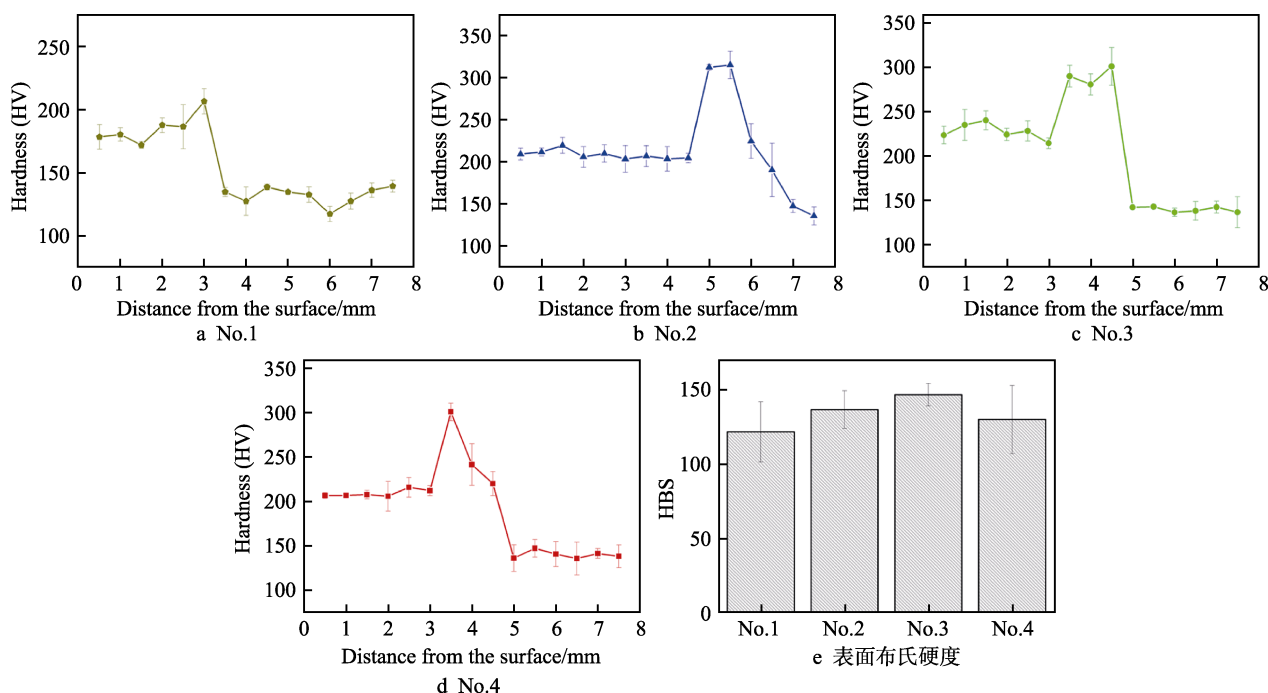 250
200
150
100
Hardness (HV)
0 1 2 3 4 5 6 7 8
Distance from the surface/mm
a No.1
350
300
250
200
150
100
Hardness (HV)
0 1 2 3 4 5 6 7 8
Distance from the surface/mm
b No.2
350
300
250
200
150
100
Hardness (HV)
0 1 2 3 4 5 6 7 8
Distance from the surface/mm
c No.3
350
300
250
200
150
100
Hardness (HV)
0 1 2 3 4 5 6 7 8
Distance from the surface/mm
d No.4
150
100
50
0
HBS
No.1 No.2 No.3 No.4
e 表面布氏硬度